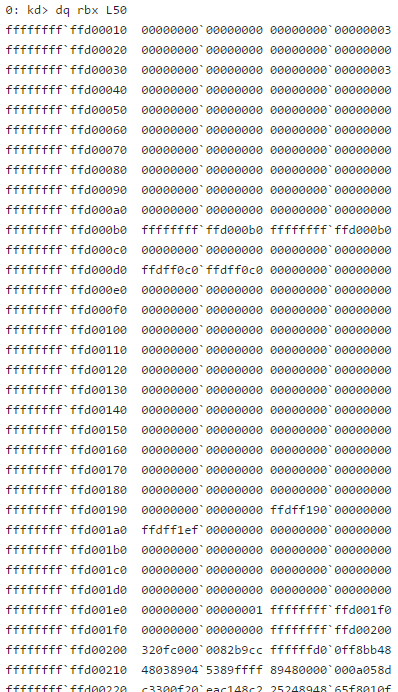 0: kd> dq rbx L50
ffffffff`ffd00010  00000000`00000000 00000000`00000003
ffffffff`ffd00020  00000000`00000000 00000000`00000000
ffffffff`ffd00030  00000000`00000000 00000000`00000003
ffffffff`ffd00040  00000000`00000000 00000000`00000000
ffffffff`ffd00050  00000000`00000000 00000000`00000000
ffffffff`ffd00060  00000000`00000000 00000000`00000000
ffffffff`ffd00070  00000000`00000000 00000000`00000000
ffffffff`ffd00080  00000000`00000000 00000000`00000000
ffffffff`ffd00090  00000000`00000000 00000000`00000000
ffffffff`ffd000a0  00000000`00000000 00000000`00000000
ffffffff`ffd000b0  ffffffff`ffd000b0 ffffffff`ffd000b0
ffffffff`ffd000c0  00000000`00000000 00000000`00000000
ffffffff`ffd000d0  ffdff0c0`ffdff0c0 00000000`00000000
ffffffff`ffd000e0  00000000`00000000 00000000`00000000
ffffffff`ffd000f0  00000000`00000000 00000000`00000000
ffffffff`ffd00100  00000000`00000000 00000000`00000000
ffffffff`ffd00110  00000000`00000000 00000000`00000000
ffffffff`ffd00120  00000000`00000000 00000000`00000000
ffffffff`ffd00130  00000000`00000000 00000000`00000000
ffffffff`ffd00140  00000000`00000000 00000000`00000000
ffffffff`ffd00150  00000000`00000000 00000000`00000000
ffffffff`ffd00160  00000000`00000000 00000000`00000000
ffffffff`ffd00170  00000000`00000000 00000000`00000000
ffffffff`ffd00180  00000000`00000000 00000000`00000000
ffffffff`ffd00190  00000000`00000000 ffdff190`00000000
ffffffff`ffd001a0  ffdff1ef`00000000 00000000`00000000
ffffffff`ffd001b0  00000000`00000000 00000000`00000000
ffffffff`ffd001c0  00000000`00000000 00000000`00000000
ffffffff`ffd001d0  00000000`00000000 00000000`00000000
ffffffff`ffd001e0  00000000`00000001 ffffffff`ffd001f0
ffffffff`ffd001f0  00000000`00000000 ffffffff`ffd00200
ffffffff`ffd00200  320fc000`0082b9cc ffffffd0`0ff8bb48
ffffffff`ffd00210  48038904`5389ffff 89480000`000a058d
ffffffff`ffd00220  c3300f20`eac148c2 25248948`65f8010f